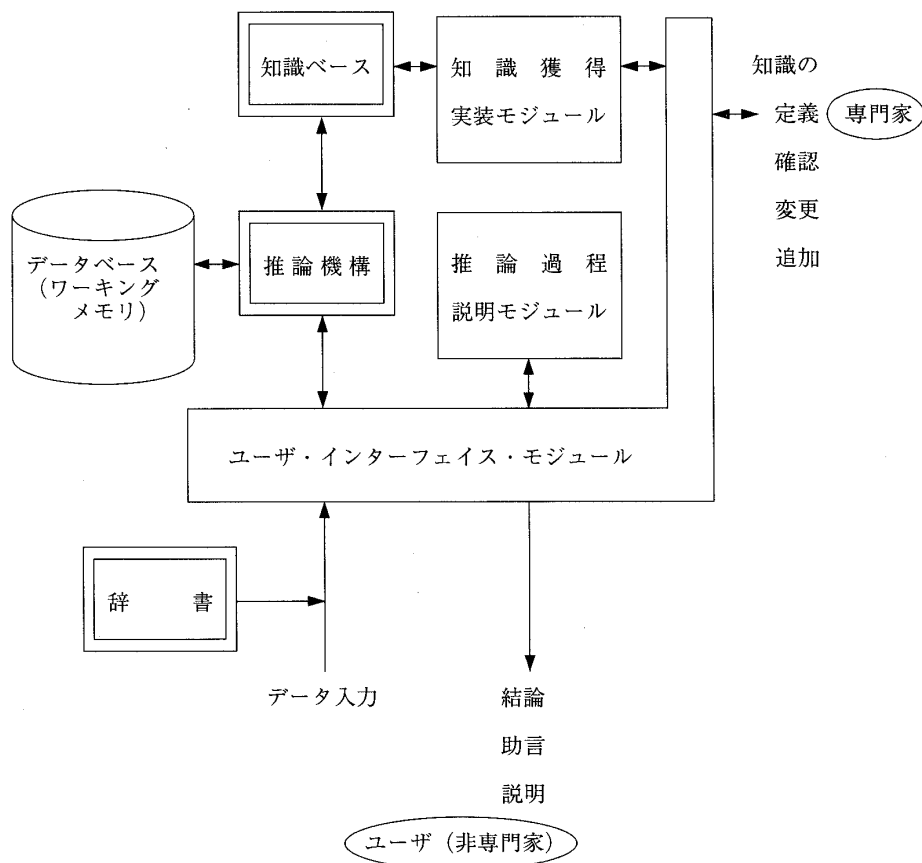 知識ベース
知識獲得
実装モジュール
知識の
定義
専門家
確認
変更
追加
データベース
(ワーキング
メモリ)
推論機構
推論過程
説明モジュール
ユーザ・インターフェイス・モジュール
辞書
データ入力
結論
助言
説明
ユーザ(非専門家)